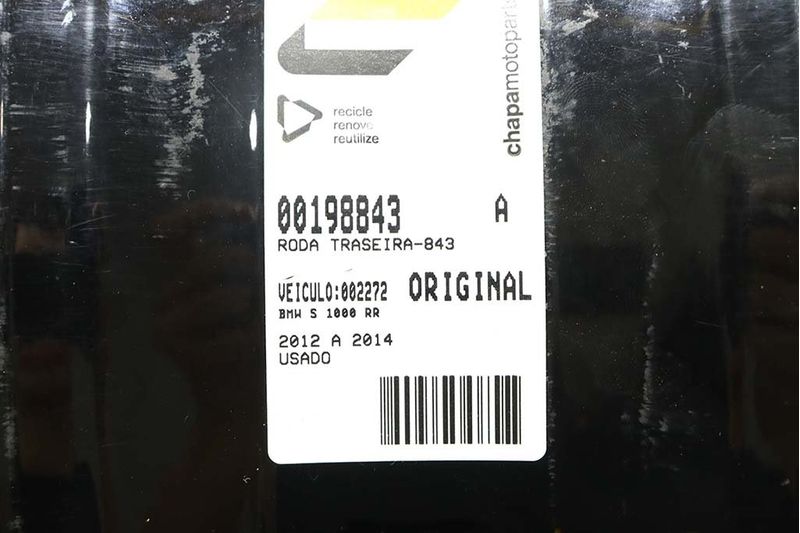 recicle
renove
reutilize
chapamotoparts
00198843 A
RODA TRASEIRA-843
VEICULO:002272 ORIGINAL
BMW S 1000 RR
2012 A 2014
USADO